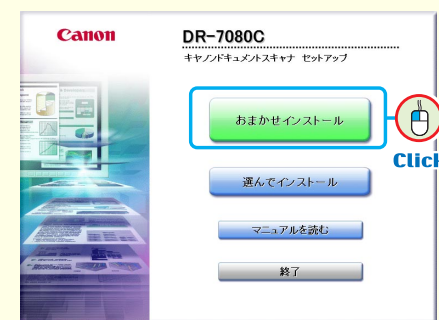 Canon
DR-7080C
キヤノンドキュメントスキャナ セットアップ
おまかせインストール
Click
選んでインストール
マニュアルを読む
終了